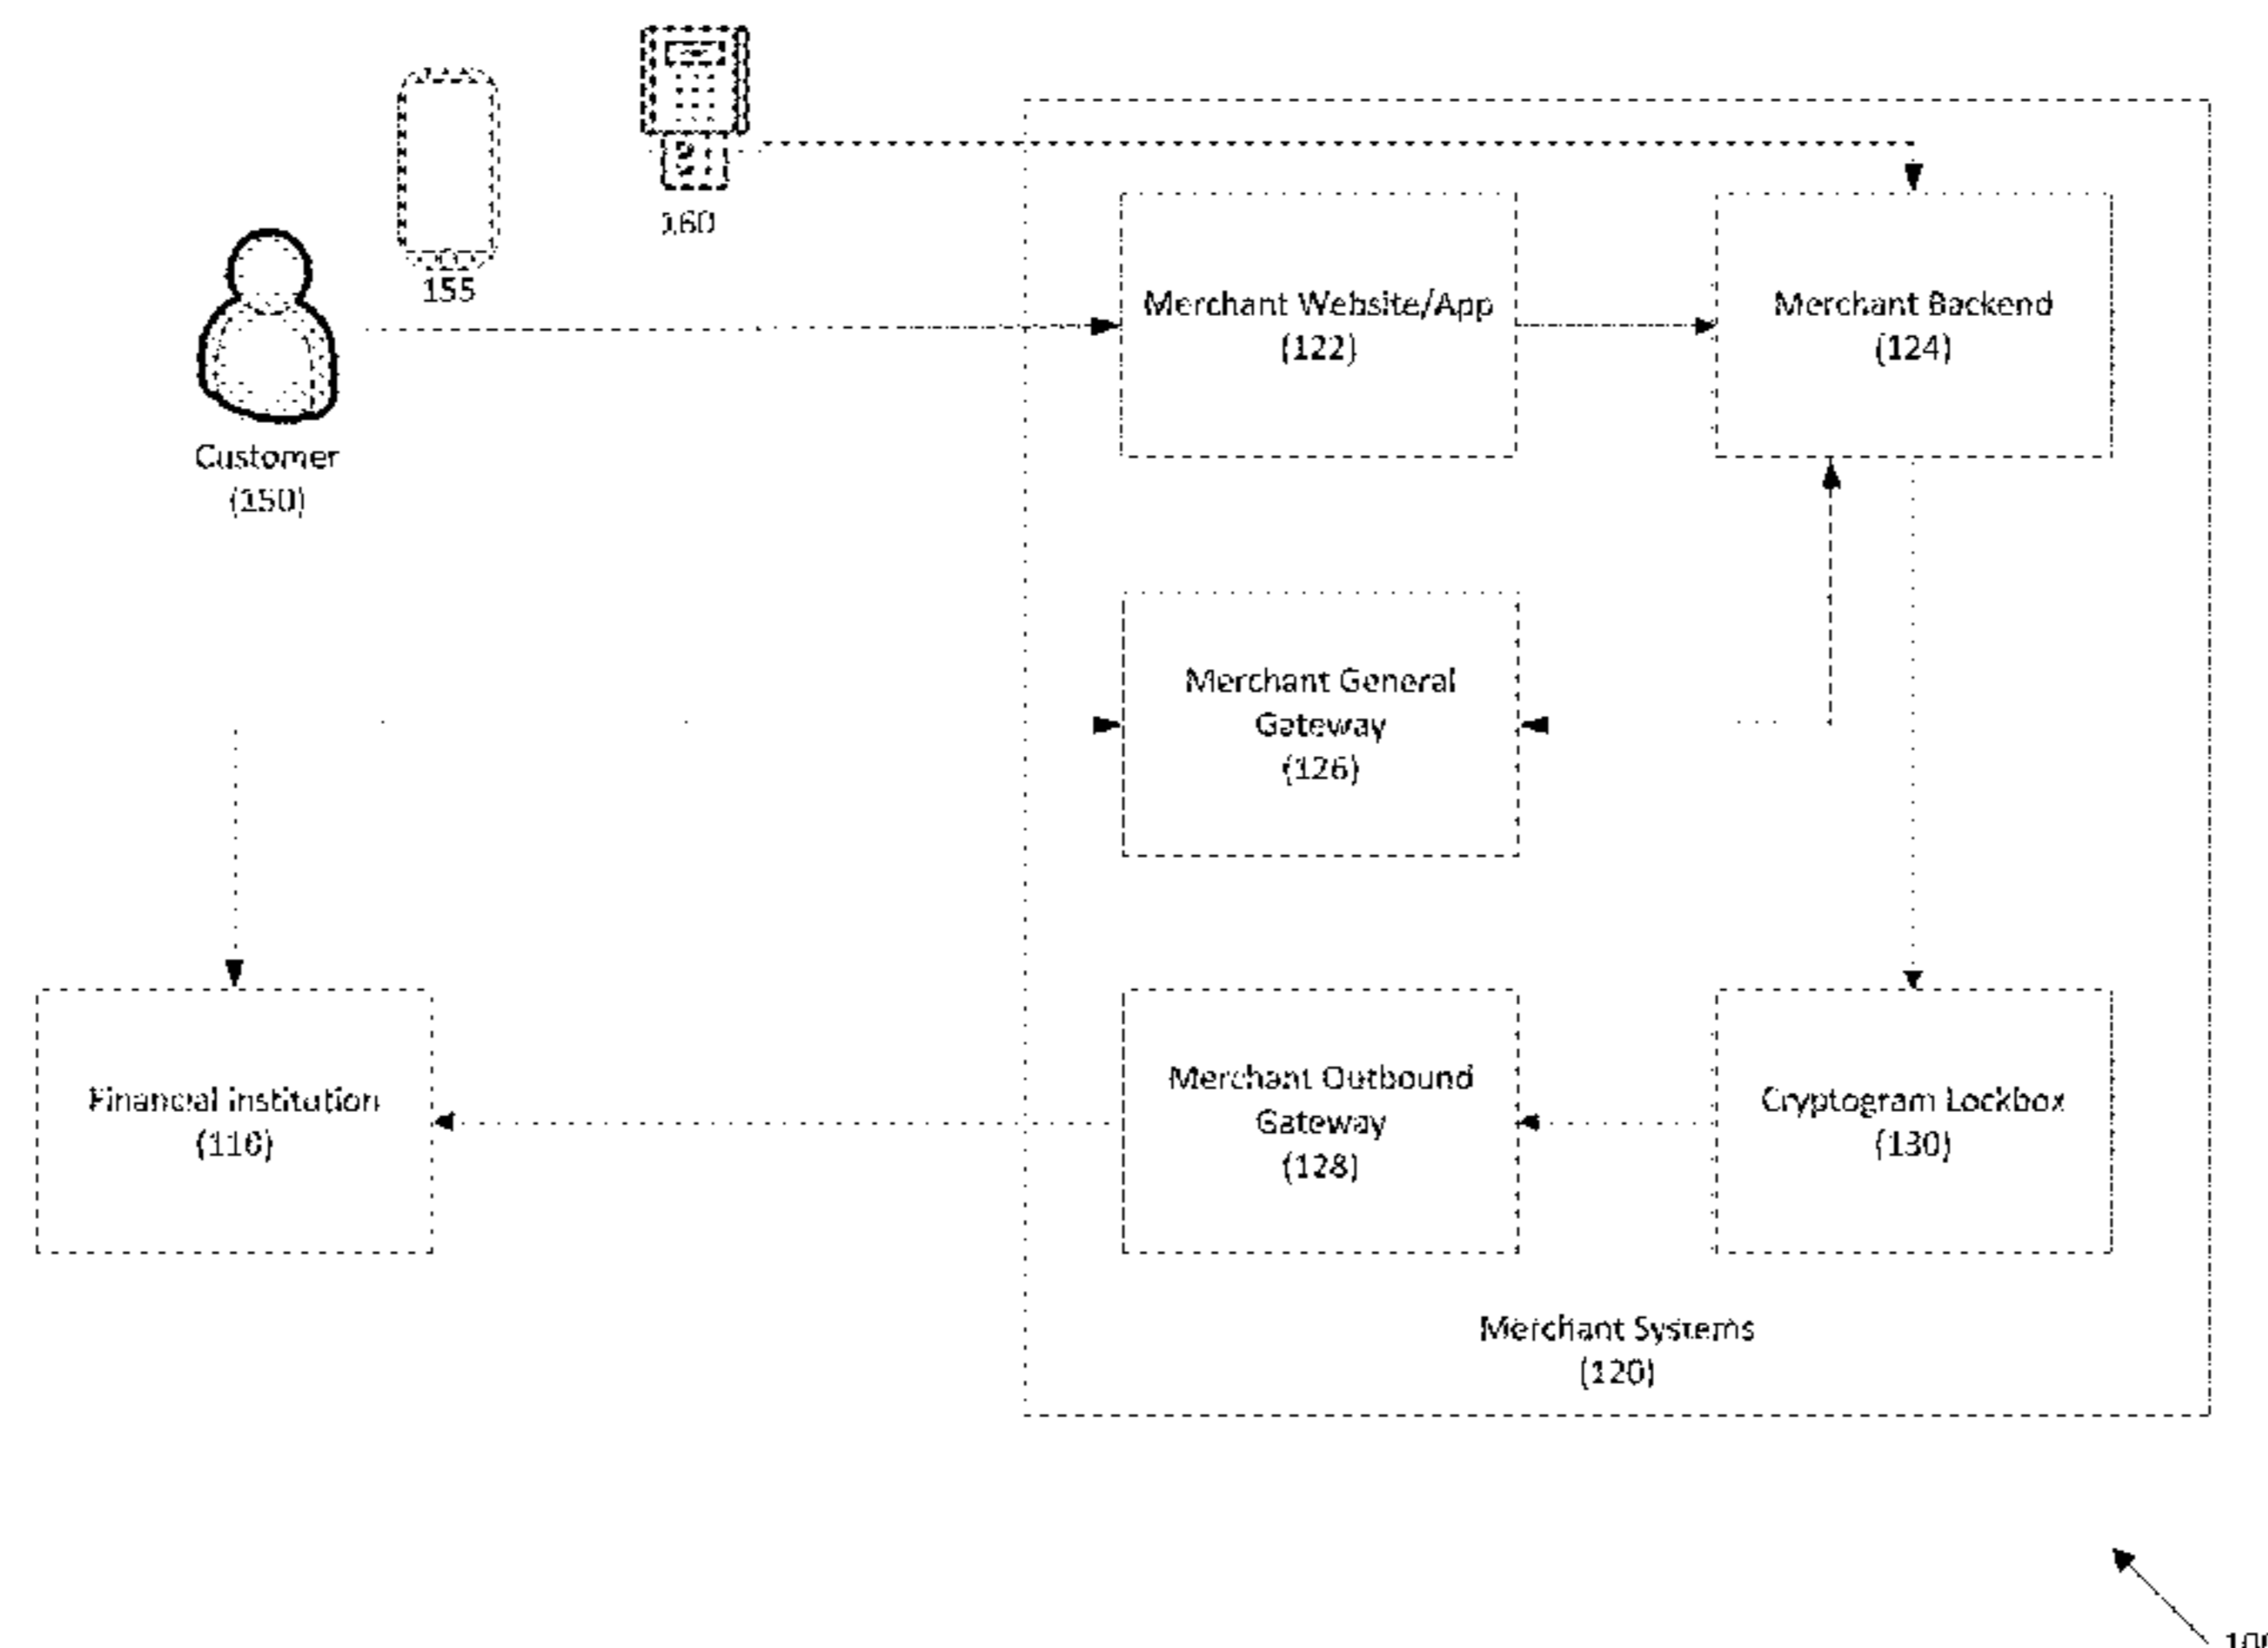 160
155
Merchant Website/App
(122)
Merchant Backend
(124)
Customer
(150)
Merchant General
Gateway
(126)
Financial institution
(110)
Merchant Outbound
Gateway
(128)
Cryptogram Lockbox
(130)
Merchant Systems
(120)